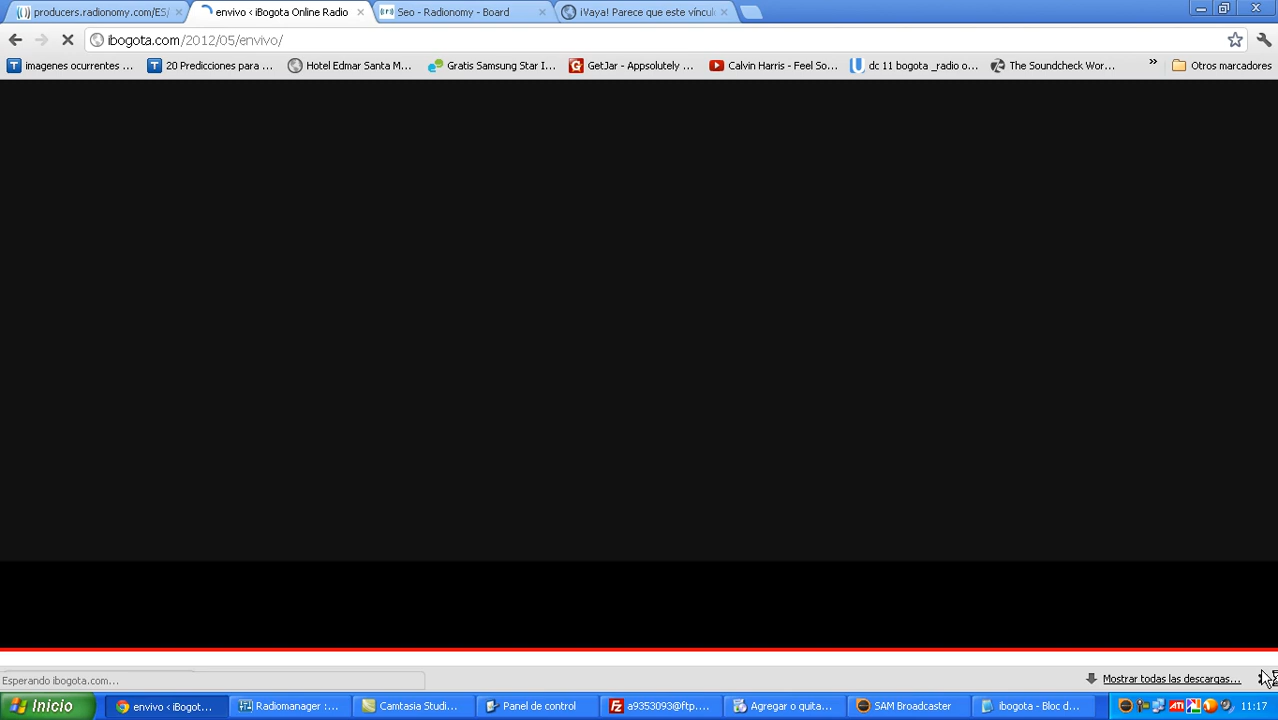 producers.radionomy.com/ES/
envivo ‹ iBogota Online Radio
Seo - Radionomy - Board
¡Vaya! Parece que este víncul
ibogota.com/2012/05/envivo/
imagenes ocurrentes ...
20 Predicciones para ...
Hotel Edmar Santa M...
Gratis Samsung Star I...
GetJar - Appsolutely ...
Calvin Harris - Feel So...
dc 11 bogota _radio o...
The Soundcheck Wor...
Otros marcadores
Esperando ibogota.com...
Mostrar todas las descargas...
Inicio
envivo ‹ iBogot...
Radiomanager :...
Camtasia Studi...
Panel de control
a9353093@ftp....
Agregar o quita...
SAM Broadcaster
ibogota - Bloc d...
ATI
11:17